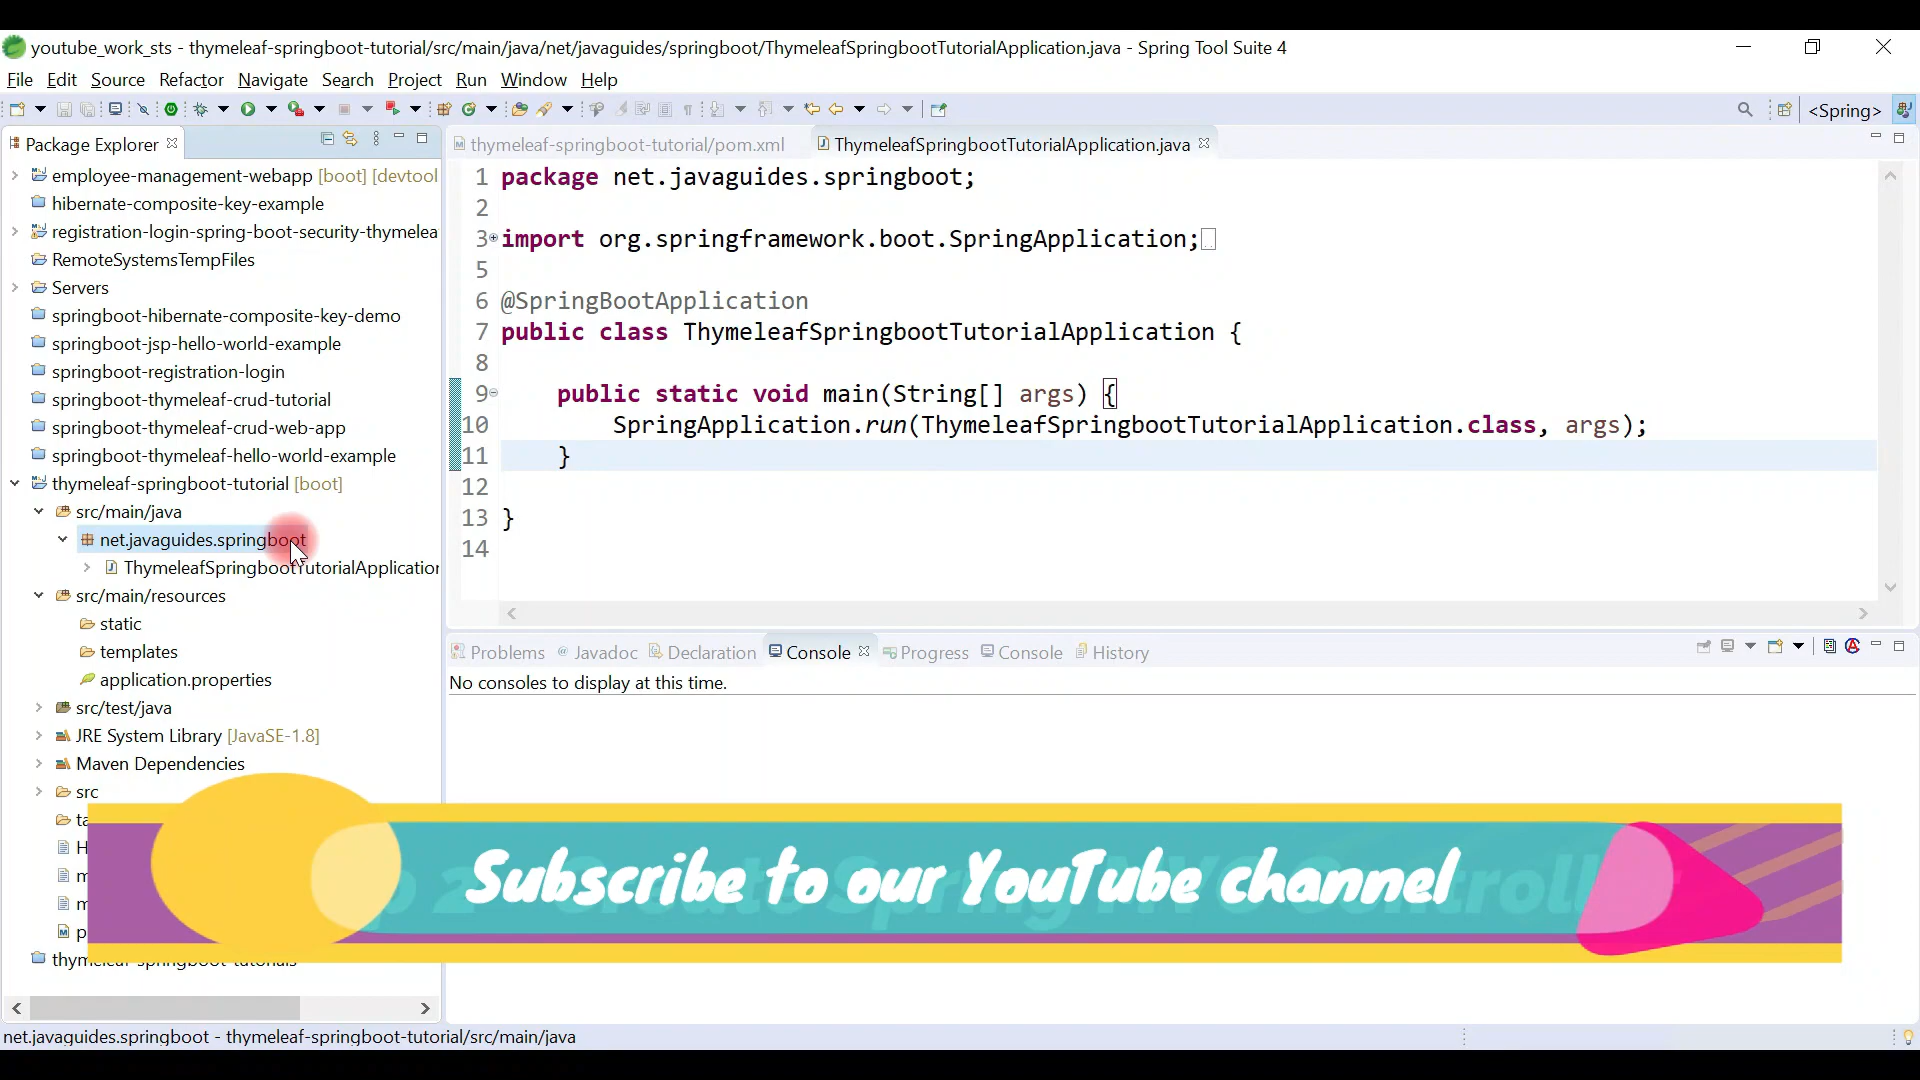 youtube_work_sts - thymeleaf-springboot-tutorial/src/main/java/net/javaguides/springboot/ThymeleafSpringbootTutorialApplication.java - Spring Tool Suite 4
File Edit Source Refactor Navigate Search Project Run Window Help
<Spring>
Package Explorer
employee-management-webapp [boot] [devtool
hibernate-composite-key-example
registration-login-spring-boot-security-thymelea
RemoteSystemsTempFiles
Servers
springboot-hibernate-composite-key-demo
springboot-jsp-hello-world-example
springboot-registration-login
springboot-thymeleaf-crud-tutorial
springboot-thymeleaf-crud-web-app
springboot-thymeleaf-hello-world-example
thymeleaf-springboot-tutorial [boot]
src/main/java
net.javaguides.springboot
ThymeleafSpringbootTutorialApplication
src/main/resources
static
templates
application.properties
src/test/java
JRE System Library [JavaSE-1.8]
Maven Dependencies
src
thymeleaf-springboot-tutorials
thymeleaf-springboot-tutorial/pom.xml ThymeleafSpringbootTutorialApplication.java
1 package net.javaguides.springboot;
2
3 import org.springframework.boot.SpringApplication;
5
6 @SpringBootApplication
7 public class ThymeleafSpringbootTutorialApplication {
8
9 public static void main(String[] args) {
10 SpringApplication.run(ThymeleafSpringbootTutorialApplication.class, args);
11 }
12
13 }
14
Problems @ Javadoc Declaration Console Progress Console History
No consoles to display at this time.
Subscribe to our YouTube channel
net.javaguides.springboot - thymeleaf-springboot-tutorial/src/main/java